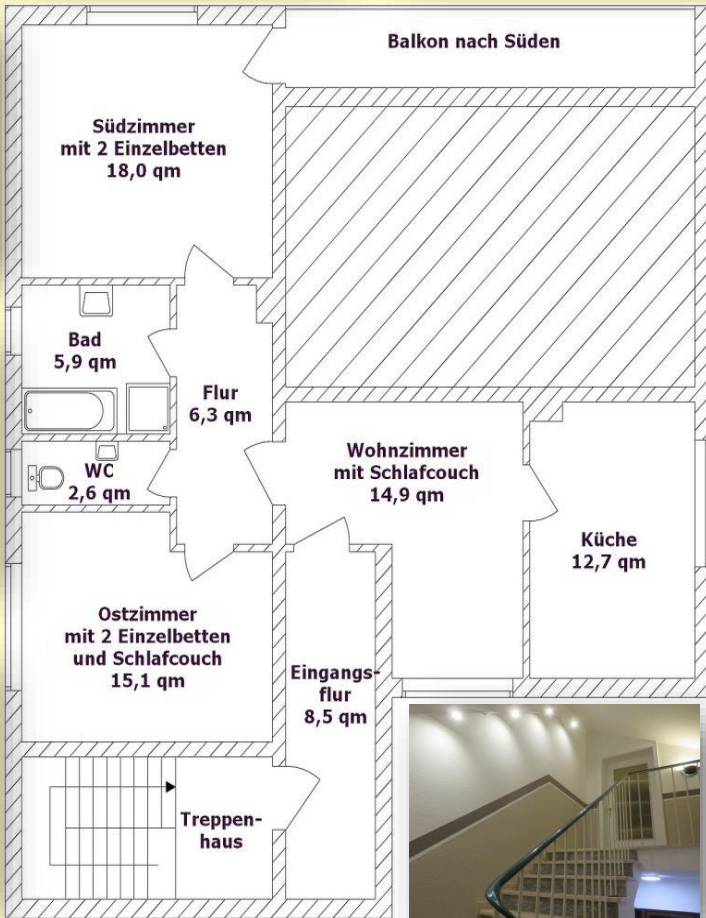 Balkon nach Süden
Südzimmer
mit 2 Einzelbetten
18,0 qm
Bad
5,9 qm
Flur
6,3 qm
WC
2,6 qm
Wohnzimmer
mit Schlafcouch
14,9 qm
Küche
12,7 qm
Ostzimmer
mit 2 Einzelbetten
und Schlafcouch
15,1 qm
Eingangs-
flur
8,5 qm
Treppen-
haus